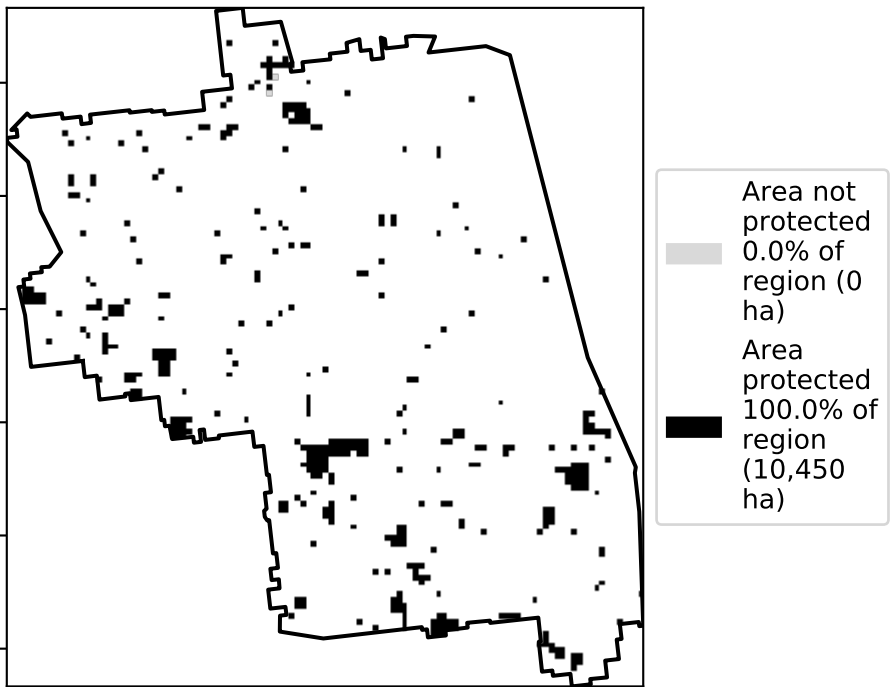 Area not
protected
0.0% of
region (0
ha)
Area
protected
100.0% of
region
(10,450
ha)